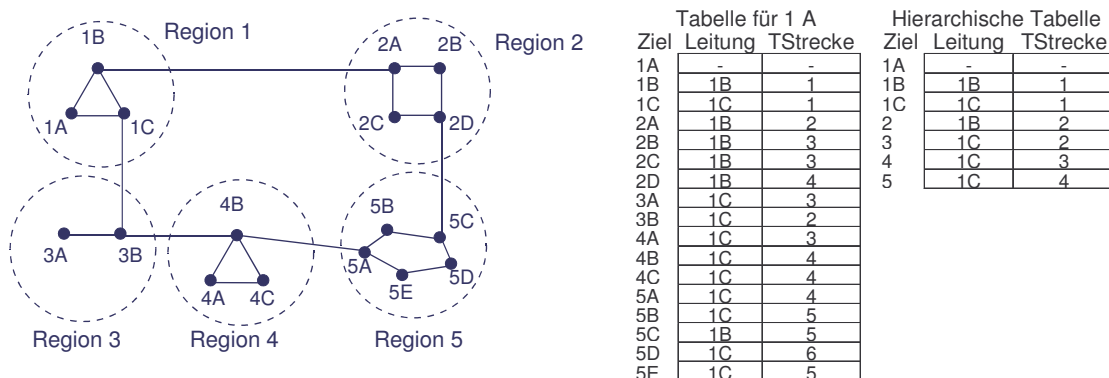 Region 1
1B
1A
1C
2A
2B
Region 2
2C
2D
3A
3B
Region 3
4B
4A
4C
Region 4
5B
5C
5A
5D
5E
Region 5
Tabelle für 1 A
Ziel Leitung TStrecke
1A - -
1B 1B 1
1C 1C 1
2A 1B 2
2B 1B 3
2C 1B 3
2D 1B 4
3A 1C 3
3B 1C 2
4A 1C 3
4B 1C 4
4C 1C 4
5A 1C 4
5B 1C 5
5C 1B 5
5D 1C 6
5E 1C 5
Hierarchische Tabelle
Ziel Leitung TStrecke
1A - -
1B 1B 1
1C 1C 1
2 1B 2
3 1C 2
4 1C 3
5 1C 4